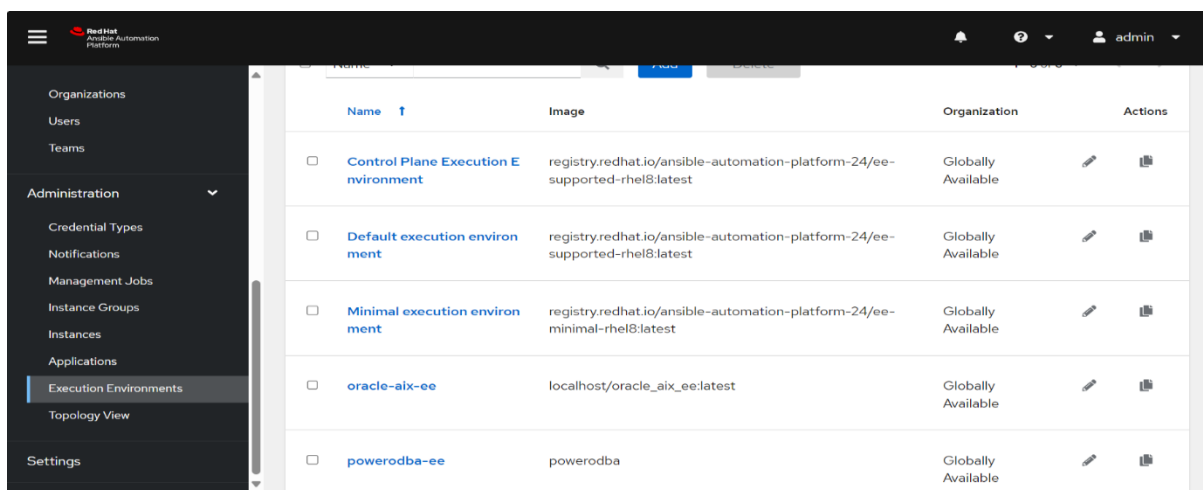 Red Hat
Ansible Automation
Platform
admin
Name
Add
Delete
Organizations
Users
Teams
Administration
Credential Types
Notifications
Management Jobs
Instance Groups
Instances
Applications
Execution Environments
Topology View
Settings
Name Image Organization Actions
Control Plane Execution E
nvironment
registry.redhat.io/ansible-automation-platform-24/ee-
supported-rhel8:latest
Globally
Available
Default execution environ
ment
registry.redhat.io/ansible-automation-platform-24/ee-
supported-rhel8:latest
Globally
Available
Minimal execution environ
ment
registry.redhat.io/ansible-automation-platform-24/ee-
minimal-rhel8:latest
Globally
Available
oracle-aix-ee
localhost/oracle_aix_ee:latest
Globally
Available
powerodba-ee
powerodba
Globally
Available